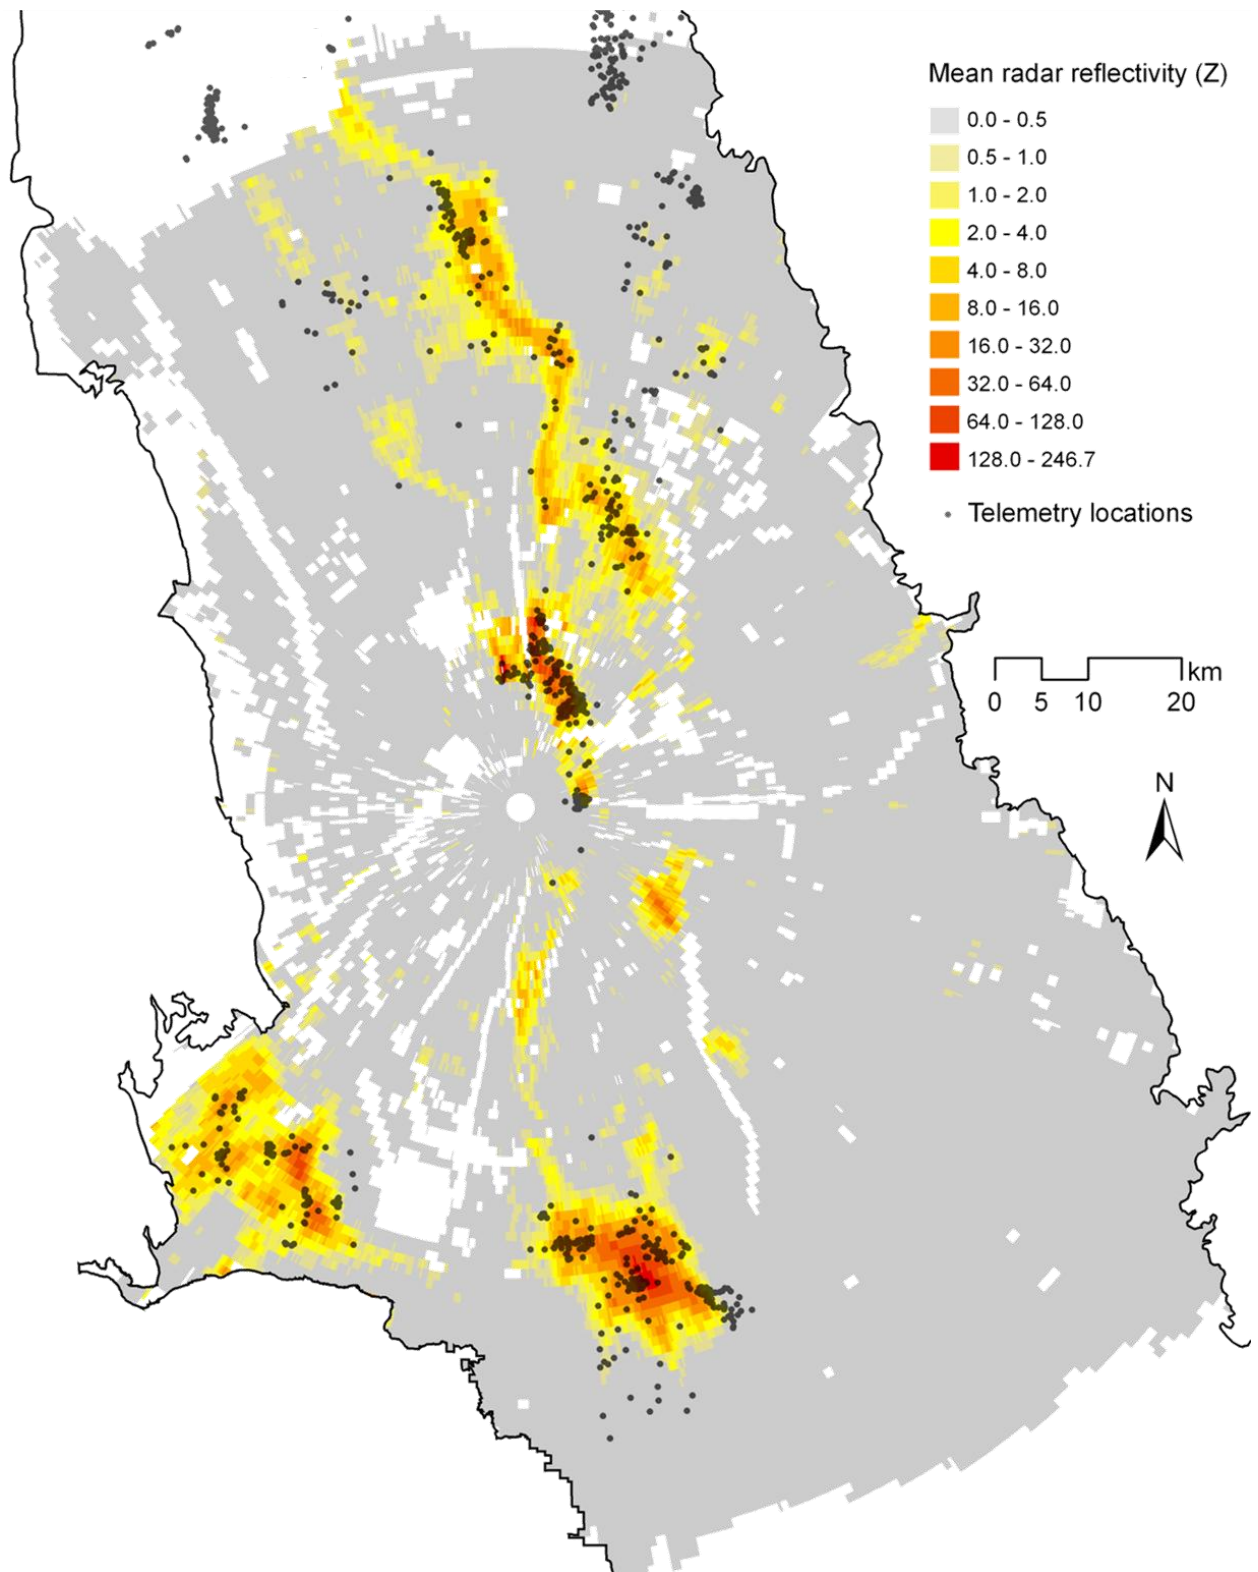 Mean radar reflectivity (Z)
0.0 - 0.5
0.5 - 1.0
1.0 - 2.0
2.0 - 4.0
4.0 - 8.0
8.0 - 16.0
16.0 - 32.0
32.0 - 64.0
64.0 - 128.0
128.0 - 246.7
Telemetry locations
km
0 5 10 20
N